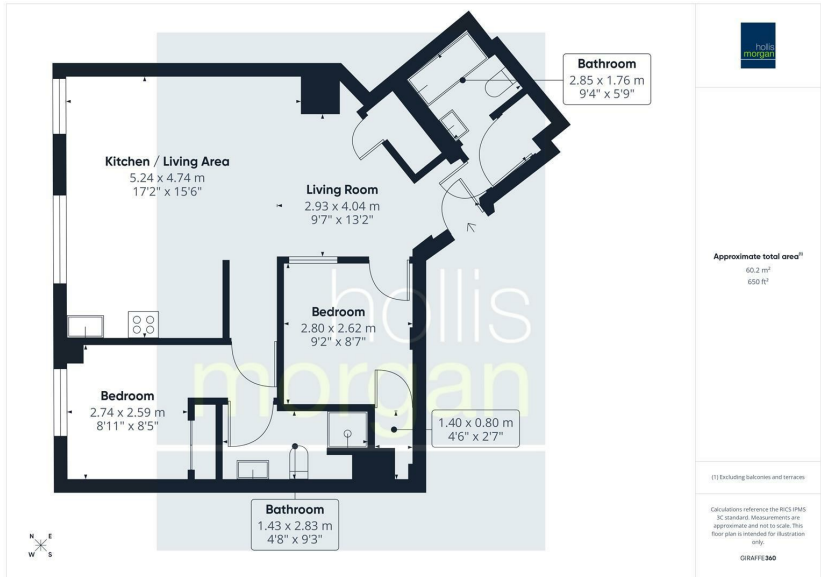 Bathroom
2.85 x 1.76 m
9'4" x 5'9"
Kitchen / Living Area
5.24 x 4.74 m
17'2" x 15'6"
Living Room
2.93 x 4.04 m
9'7" x 13'2"
Bedroom
2.80 x 2.62 m
9'2" x 8'7"
Bedroom
2.74 x 2.59 m
8'11" x 8'5"
1.40 x 0.80 m
4'6" x 2'7"
Bathroom
1.43 x 2.83 m
4'8" x 9'3"
hollis
morgan
N E
W S
hollis
morgan
Approximate total area(1)
60.2 m²
650 ft²
(1) Excluding balconies and terraces
Calculations reference the RICS IPMS
3C standard. Measurements are
approximate and not to scale. This
floor plan is intended for illustration
only.
GIRAFFE360